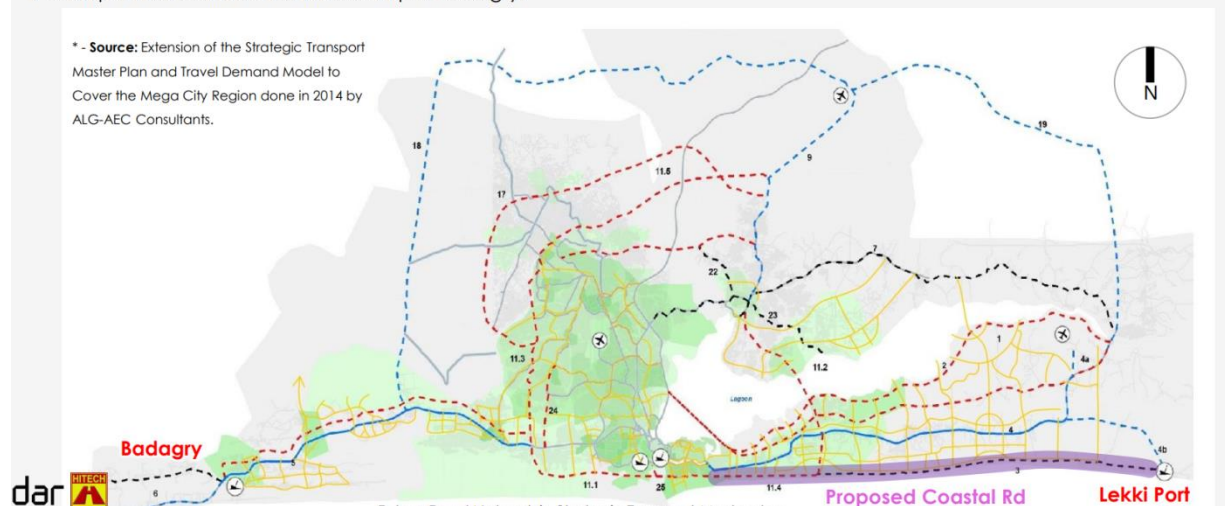 * - Source: Extension of the Strategic Transport
Master Plan and Travel Demand Model to
Cover the Mega City Region done in 2014 by
ALG-AEC Consultants.
N
19
18
9
11.5
17
7
22
23
1
11.3
2
4a
11.2
Lagoon
24
4
Badagry
5
4b
3
6
dar
HITECH
11.1
25
11.4
Proposed Coastal Rd
Lekki Port